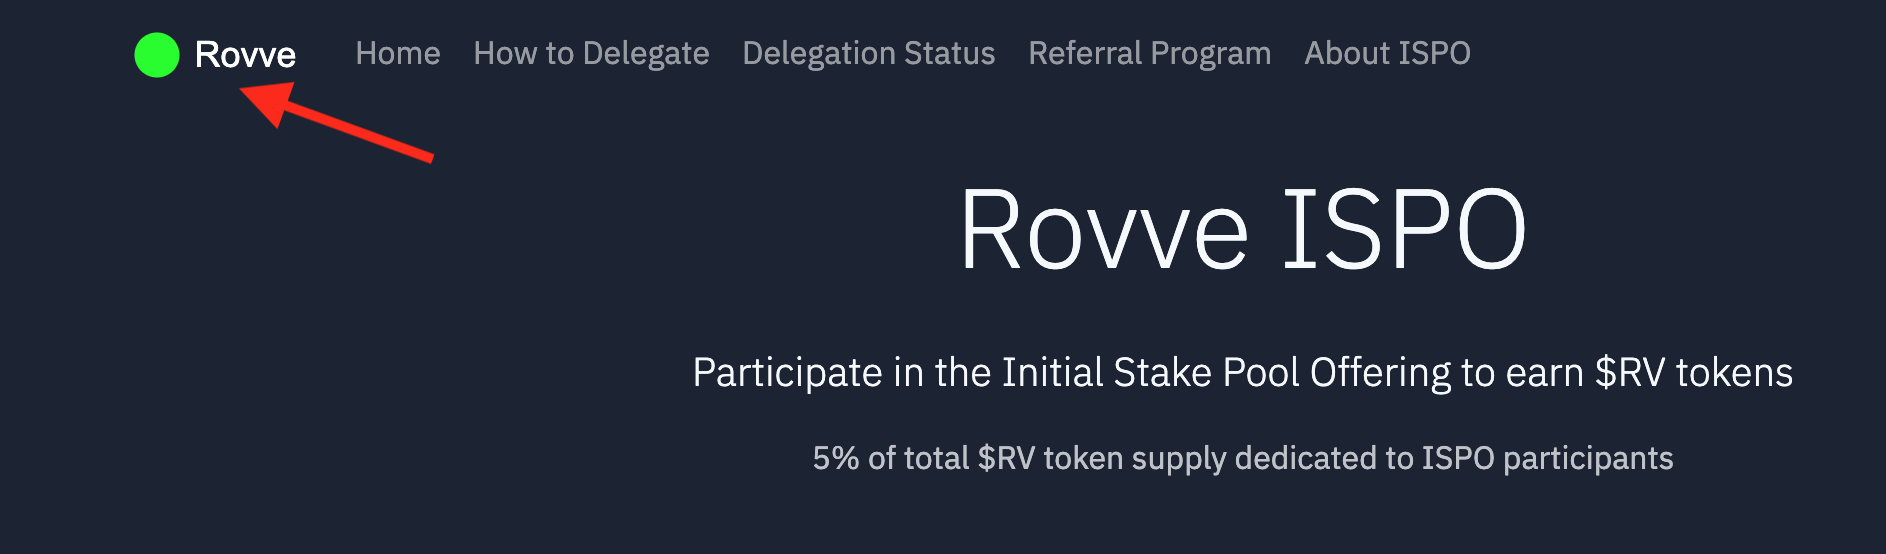 Rovve Home How to Delegate Delegation Status Referral Program About ISPO
Rovve ISPO
Participate in the Initial Stake Pool Offering to earn $RV tokens
5% of total $RV token supply dedicated to ISPO participants